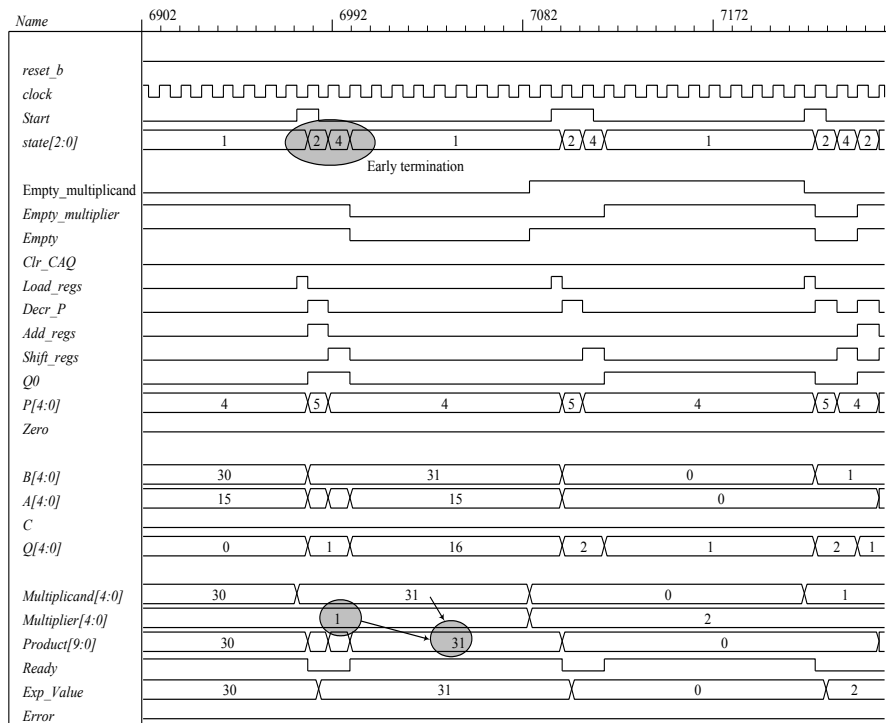 Name 6902 6992 7082 7172
reset_b
clock
Start
state[2:0] 1 2 4 1 2 4 1 2 4 2
Early termination
Empty_multiplicand
Empty_multiplier
Empty
Clr_CAQ
Load_regs
Decr_P
Add_regs
Shift_regs
Q0
P[4:0] 4 5 4 5 4 5 4
Zero
B[4:0] 30 31 0 1
A[4:0] 15 15 0
C
Q[4:0] 0 1 16 2 1 2 1
Multiplicand[4:0] 30 31 0 1
Multiplier[4:0] 1 2
Product[9:0] 30 31 0
Ready
Exp_Value 30 31 0 2
Error